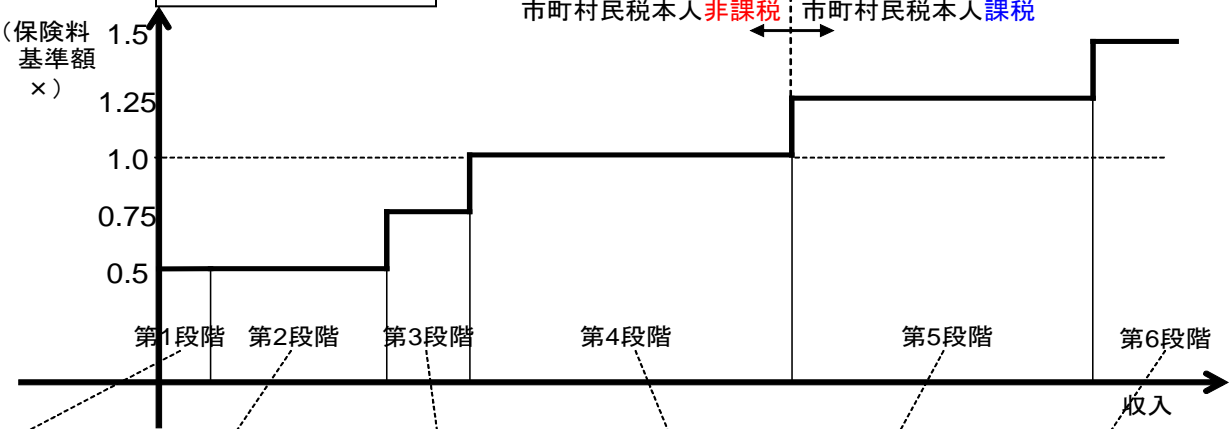 市町村民税本人非課税 市町村民税本人課税
(保険料
基準額
×)
1.5
1.25
1.0
0.75
0.5
第1段階 第2段階 第3段階 第4段階 第5段階 第6段階
収入